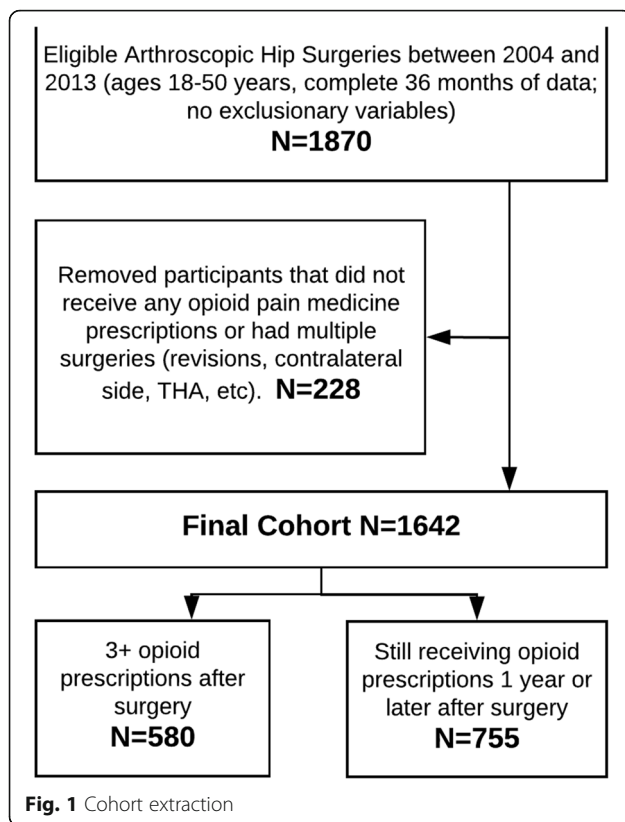 Eligible Arthroscopic Hip Surgeries between 2004 and
2013 (ages 18-50 years, complete 36 months of data;
no exclusionary variables)
N=1870
Removed participants that did not
receive any opioid pain medicine
prescriptions or had multiple
surgeries (revisions, contralateral
side, THA, etc). N=228
Final Cohort N=1642
3+ opioid
prescriptions after
surgery
N=580
Still receiving opioid
prescriptions 1 year or
later after surgery
N=755
Fig. 1 Cohort extraction